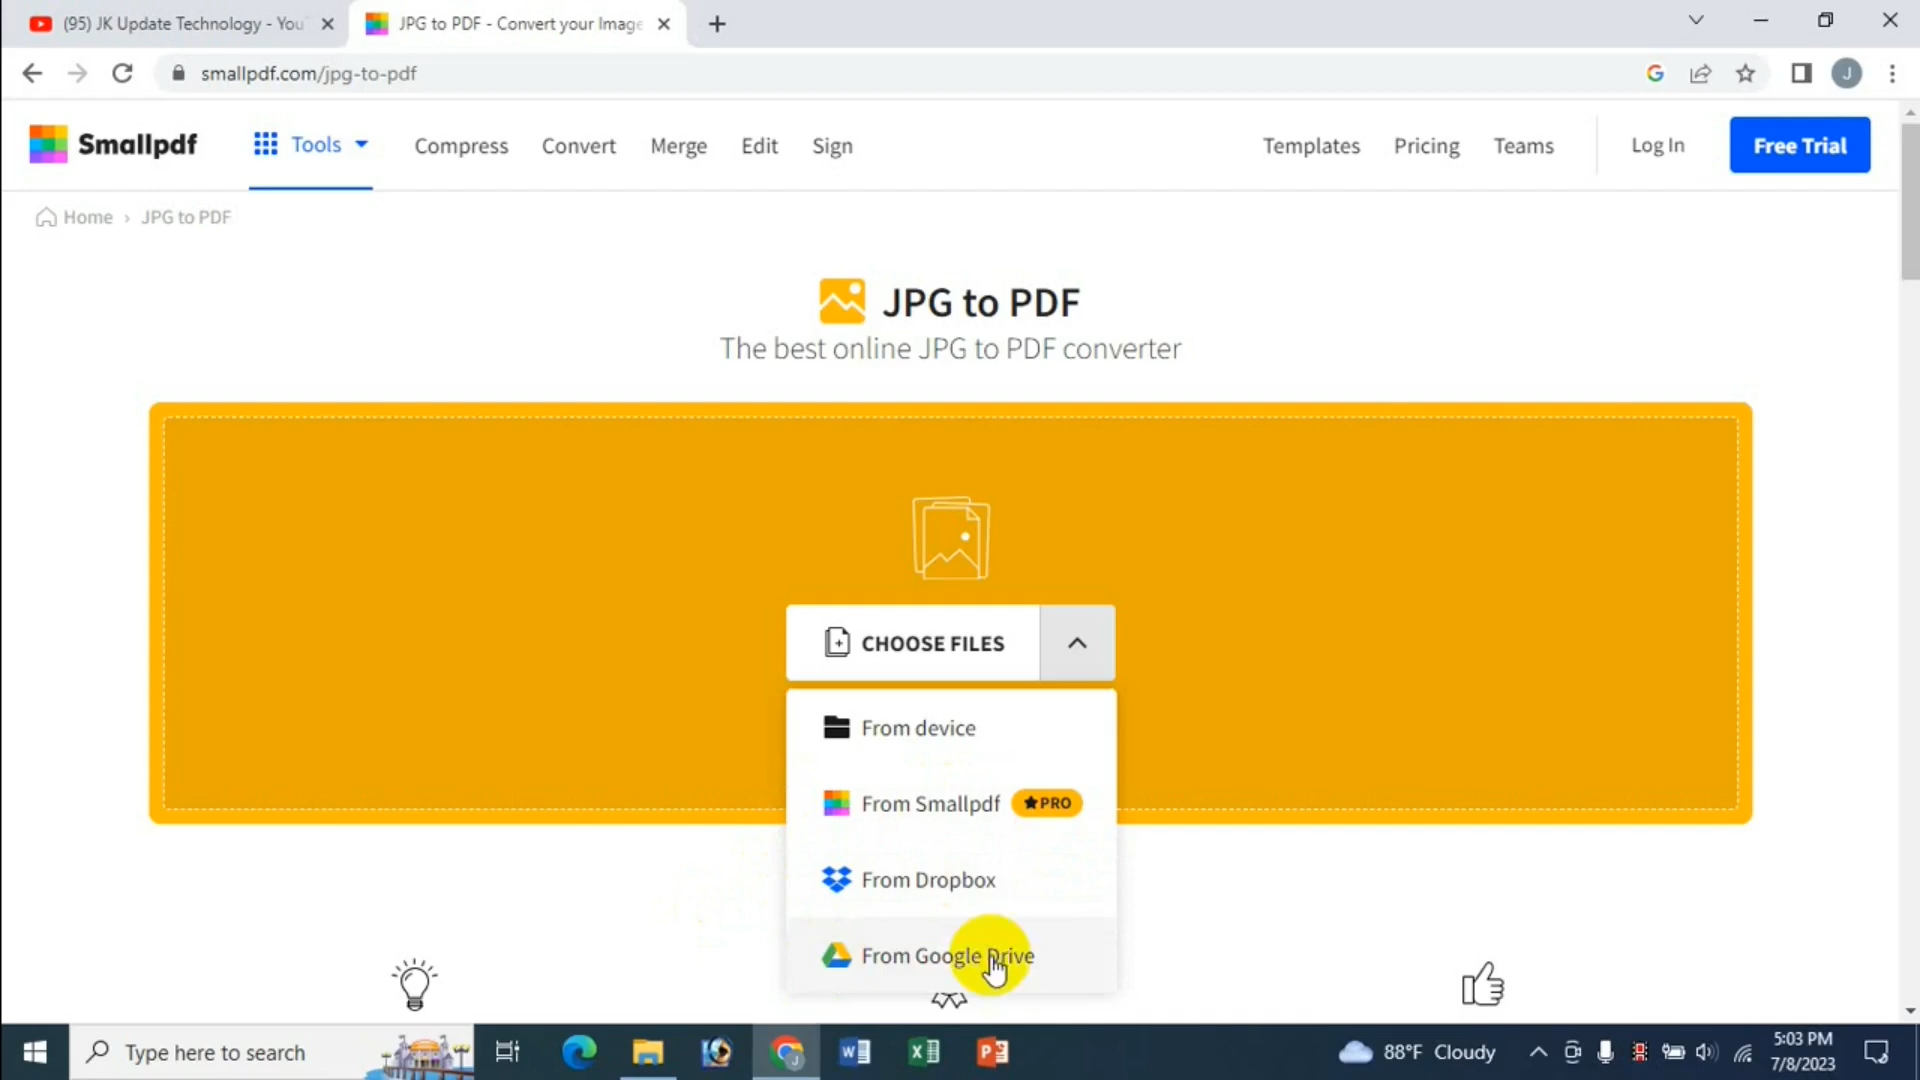 (95) JK Update Technology - YouT
JPG to PDF - Convert your Image
smallpdf.com/jpg-to-pdf
J
Smallpdf
Tools
Compress
Convert
Merge
Edit
Sign
Templates
Pricing
Teams
Log In
Free Trial
Home › JPG to PDF
JPG to PDF
The best online JPG to PDF converter
CHOOSE FILES
From device
From Smallpdf
PRO
From Dropbox
From Google Drive
Type here to search
88°F Cloudy
5:03 PM
7/8/2023